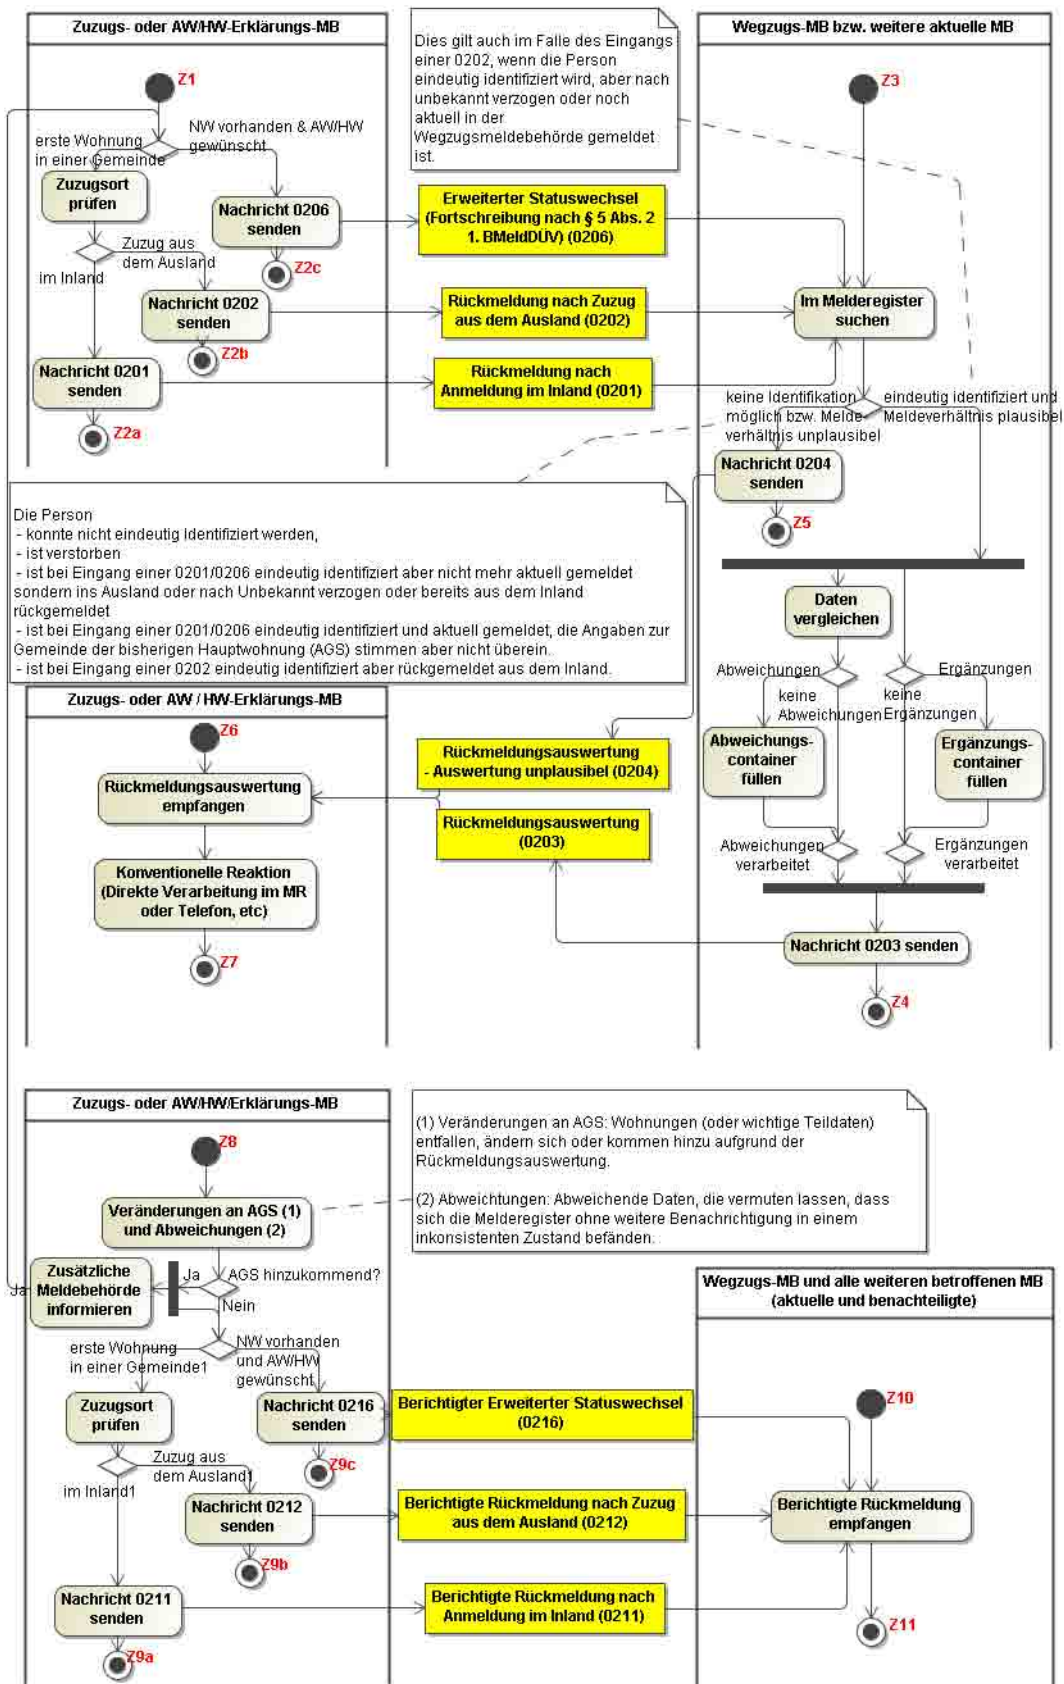 Zuzugs- oder AW/HW-Erklärungs-MB
Z1
erste Wohnung
in einer Gemeinde
NW vorhanden & AW/HW
gewünscht
Zuzugsort
prüfen
Nachricht 0206
senden
Zuzug aus
dem Ausland
Z2c
im Inland
Nachricht 0202
senden
Z2b
Nachricht 0201
senden
Z2a
Dies gilt auch im Falle des Eingangs
einer 0202, wenn die Person
eindeutig identifiziert wird, aber nach
unbekannt verzogen oder noch
aktuell in der
Wegzugsmeldebehörde gemeldet
ist.
Erweiterter Statuswechsel
(Fortschreibung nach § 5 Abs. 2
1. BMeldDÜV) (0206)
Rückmeldung nach Zuzug
aus dem Ausland (0202)
Rückmeldung nach
Anmeldung im Inland (0201)
Wegzugs-MB bzw. weitere aktuelle MB
Z3
Im Melderegister
suchen
keine Identifikation
möglich bzw. Melde-
verhältnis unplausibel
eindeutig identifiziert und
Meldeverhältnis plausibel
Nachricht 0204
senden
Z5
Die Person
- konnte nicht eindeutig Identifiziert werden,
- ist verstorben
- ist bei Eingang einer 0201/0206 eindeutig identifiziert aber nicht mehr aktuell gemeldet
sondern ins Ausland oder nach Unbekannt verzogen oder bereits aus dem Inland
rückgemeldet
- ist bei Eingang einer 0201/0206 eindeutig identifiziert und aktuell gemeldet, die Angaben zur
Gemeinde der bisherigen Hauptwohnung (AGS) stimmen aber nicht überein.
- ist bei Eingang einer 0202 eindeutig identifiziert aber rückgemeldet aus dem Inland.
Daten
vergleichen
Abweichungen
keine
Abweichungen
Ergänzungen
keine
Ergänzungen
Abweichungs-
container
füllen
Ergänzungs-
container
füllen
Abweichungen
verarbeitet
Ergänzungen
verarbeitet
Nachricht 0203 senden
Z4
Zuzugs- oder AW / HW-Erklärungs-MB
Z6
Rückmeldungsauswertung
empfangen
Konventionelle Reaktion
(Direkte Verarbeitung im MR
oder Telefon, etc)
Z7
Rückmeldungsauswertung
- Auswertung unplausibel (0204)
Rückmeldungsauswertung
(0203)
Zuzugs- oder AW/HW/Erklärungs-MB
Z8
Veränderungen an AGS (1)
und Abweichungen (2)
(1) Veränderungen an AGS: Wohnungen (oder wichtige Teildaten)
entfallen, ändern sich oder kommen hinzu aufgrund der
Rückmeldungsauswertung.
(2) Abweichtungen: Abweichende Daten, die vermuten lassen, dass
sich die Melderegister ohne weitere Benachrichtigung in einem
inkonsistenten Zustand befänden.
Ja
Zusätzliche
Meldebehörde
informieren
Ja
AGS hinzukommend?
Nein
erste Wohnung
in einer Gemeinde1
NW vorhanden
und AW/HW
gewünscht
Zuzugsort
prüfen
Nachricht 0216
senden
Z9c
Zuzug aus
dem Ausland1
im Inland1
Nachricht 0212
senden
Z9b
Nachricht 0211
senden
Z9a
Berichtigter Erweiterter Statuswechsel
(0216)
Berichtigte Rückmeldung nach Zuzug
aus dem Ausland (0212)
Berichtigte Rückmeldung nach
Anmeldung im Inland (0211)
Wegzugs-MB und alle weiteren betroffenen MB
(aktuelle und benachteiligte)
Z10
Berichtigte Rückmeldung
empfangen
Z11